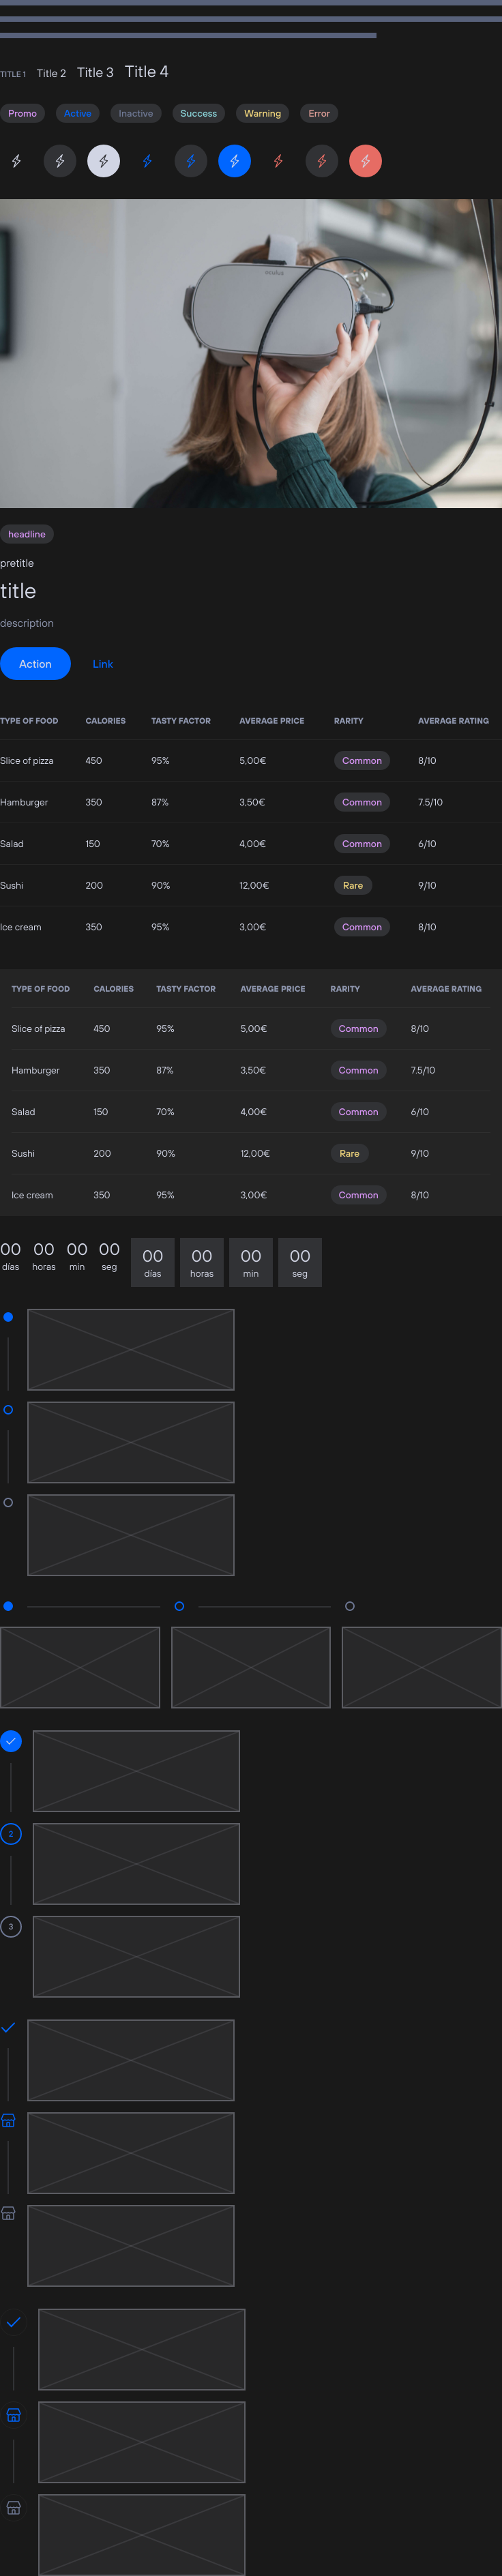 TITLE 1 Title 2 Title 3 Title 4
Promo Active Inactive Success Warning Error
oculus
headline
pretitle
title
description
Action Link
TYPE OF FOOD CALORIES TASTY FACTOR AVERAGE PRICE RARITY AVERAGE RATING
Slice of pizza 450 95% 5,00€ Common 8/10
Hamburger 350 87% 3,50€ Common 7.5/10
Salad 150 70% 4,00€ Common 6/10
Sushi 200 90% 12,00€ Rare 9/10
Ice cream 350 95% 3,00€ Common 8/10
TYPE OF FOOD CALORIES TASTY FACTOR AVERAGE PRICE RARITY AVERAGE RATING
Slice of pizza 450 95% 5,00€ Common 8/10
Hamburger 350 87% 3,50€ Common 7.5/10
Salad 150 70% 4,00€ Common 6/10
Sushi 200 90% 12,00€ Rare 9/10
Ice cream 350 95% 3,00€ Common 8/10
00 00 00 00 00 00 00 00
días horas min seg días horas min seg
2
3